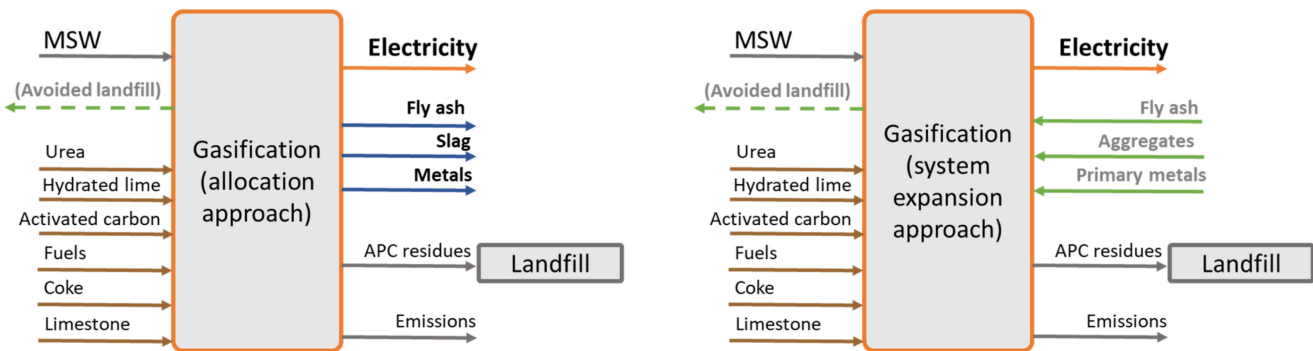 MSW
(Avoided landfill)
Urea
Hydrated lime
Activated carbon
Fuels
Coke
Limestone
Gasification
(allocation
approach)
Electricity
Fly ash
Slag
Metals
APC residues
Landfill
Emissions
MSW
(Avoided landfill)
Urea
Hydrated lime
Activated carbon
Fuels
Coke
Limestone
Gasification
(system
expansion
approach)
Electricity
Fly ash
Aggregates
Primary metals
APC residues
Landfill
Emissions